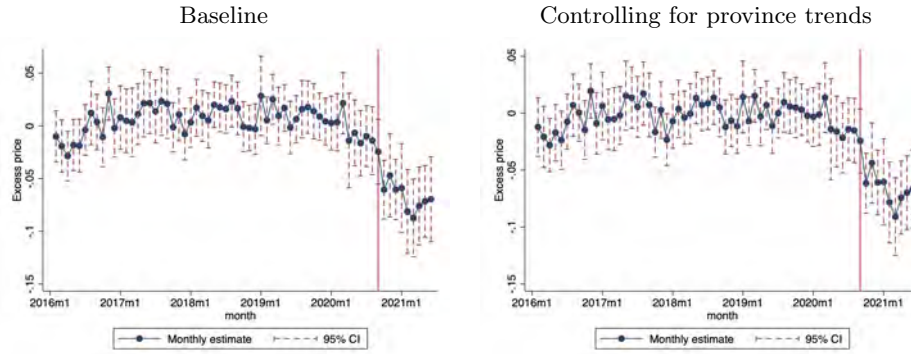 Baseline
Controlling for province trends
.05
0
-.05
-.1
-.15
Excess price
2016m1 2017m1 2018m1 2019m1 2020m1 2021m1
month
Monthly estimate 95% CI
.05
0
-.05
-.1
-.15
Excess price
2016m1 2017m1 2018m1 2019m1 2020m1 2021m1
month
Monthly estimate 95% CI